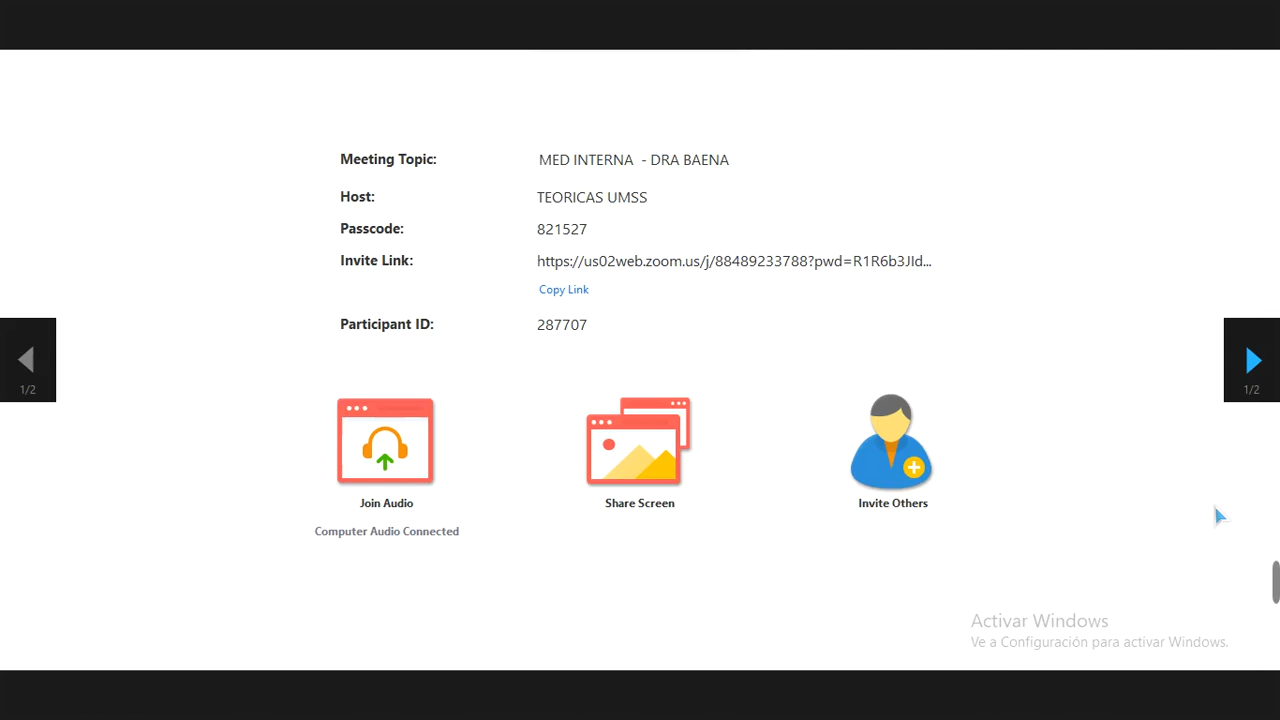 Meeting Topic: MED INTERNA - DRA BAENA
Host: TEORICAS UMSS
Passcode: 821527
Invite Link: https://us02web.zoom.us/j/88489233788?pwd=R1R6b3JId...
Copy Link
Participant ID: 287707
1/2 1/2
Join Audio Share Screen Invite Others
Computer Audio Connected
Activar Windows
Ve a Configuración para activar Windows.